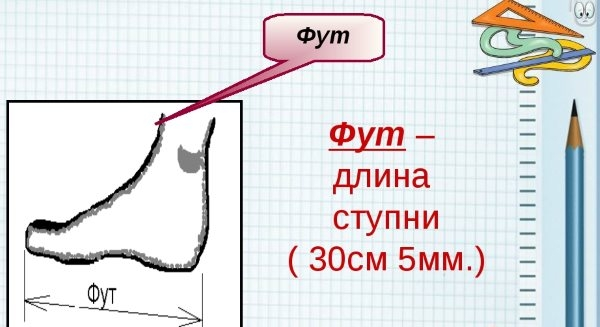 Фут
Фут –
длина
ступни
( 30см 5мм.)
Фут